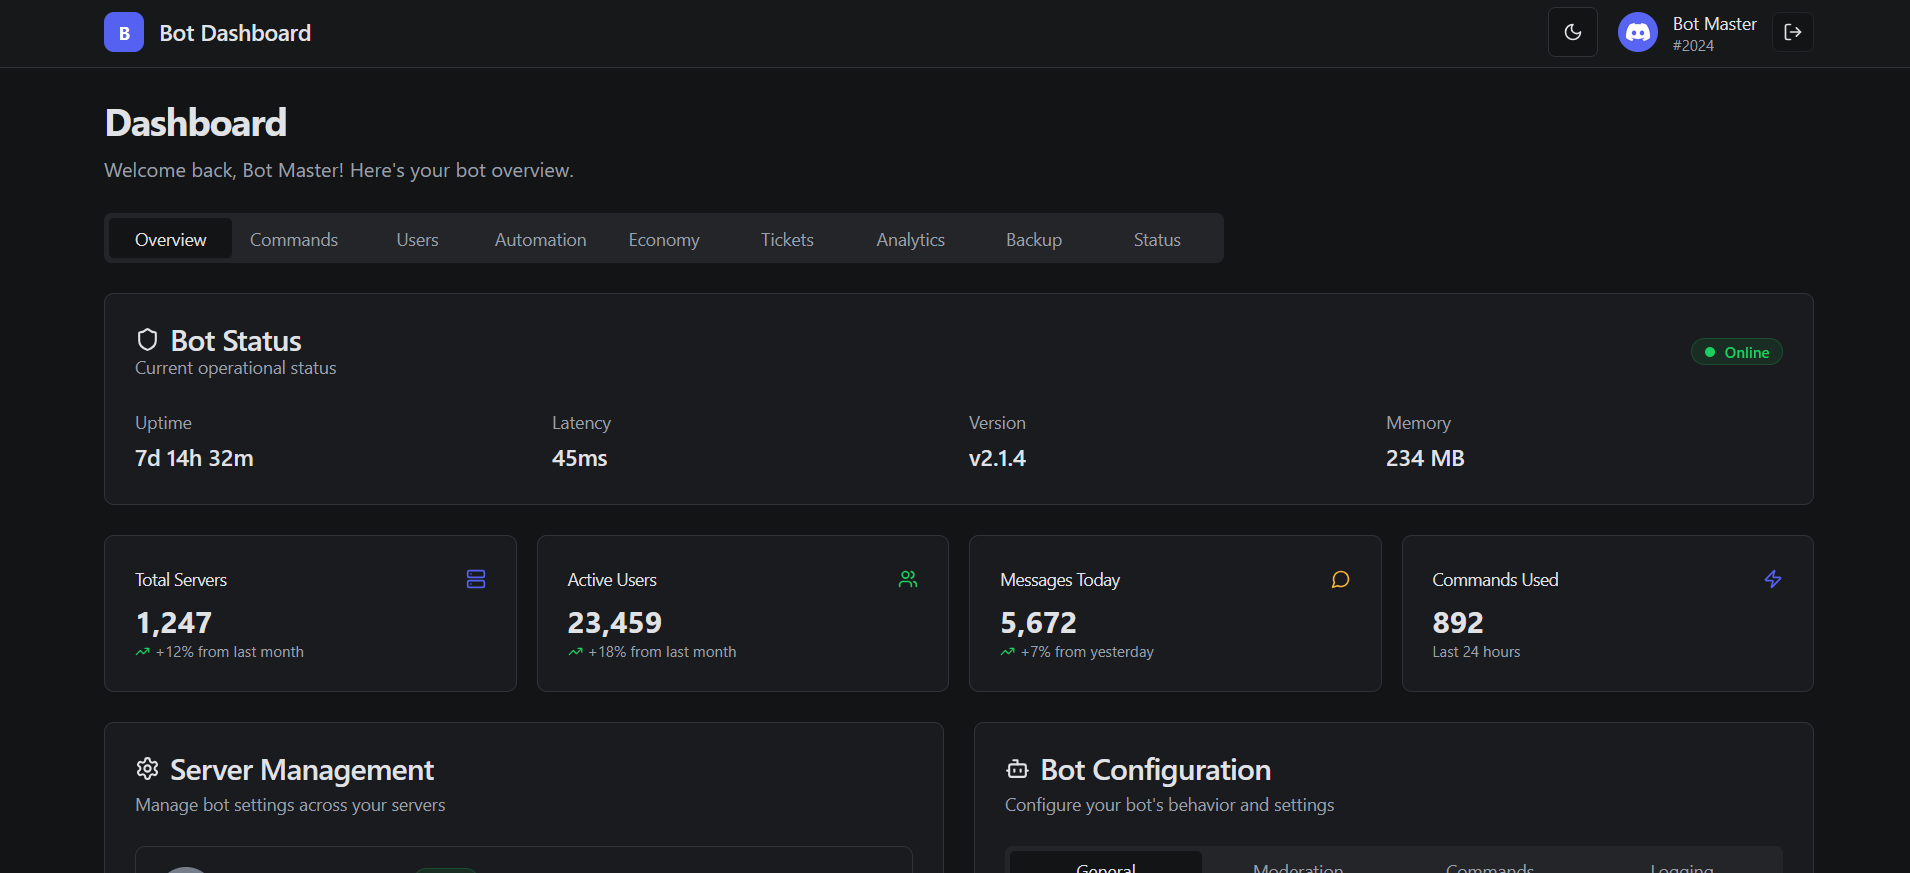 B Bot Dashboard
Bot Master
#2024
Dashboard
Welcome back, Bot Master! Here's your bot overview.
Overview Commands Users Automation Economy Tickets Analytics Backup Status
Bot Status
Current operational status
Online
Uptime Latency Version Memory
7d 14h 32m 45ms v2.1.4 234 MB
Total Servers
1,247
+12% from last month
Active Users
23,459
+18% from last month
Messages Today
5,672
+7% from yesterday
Commands Used
892
Last 24 hours
Server Management
Manage bot settings across your servers
Bot Configuration
Configure your bot's behavior and settings
General Moderation Commands Logging